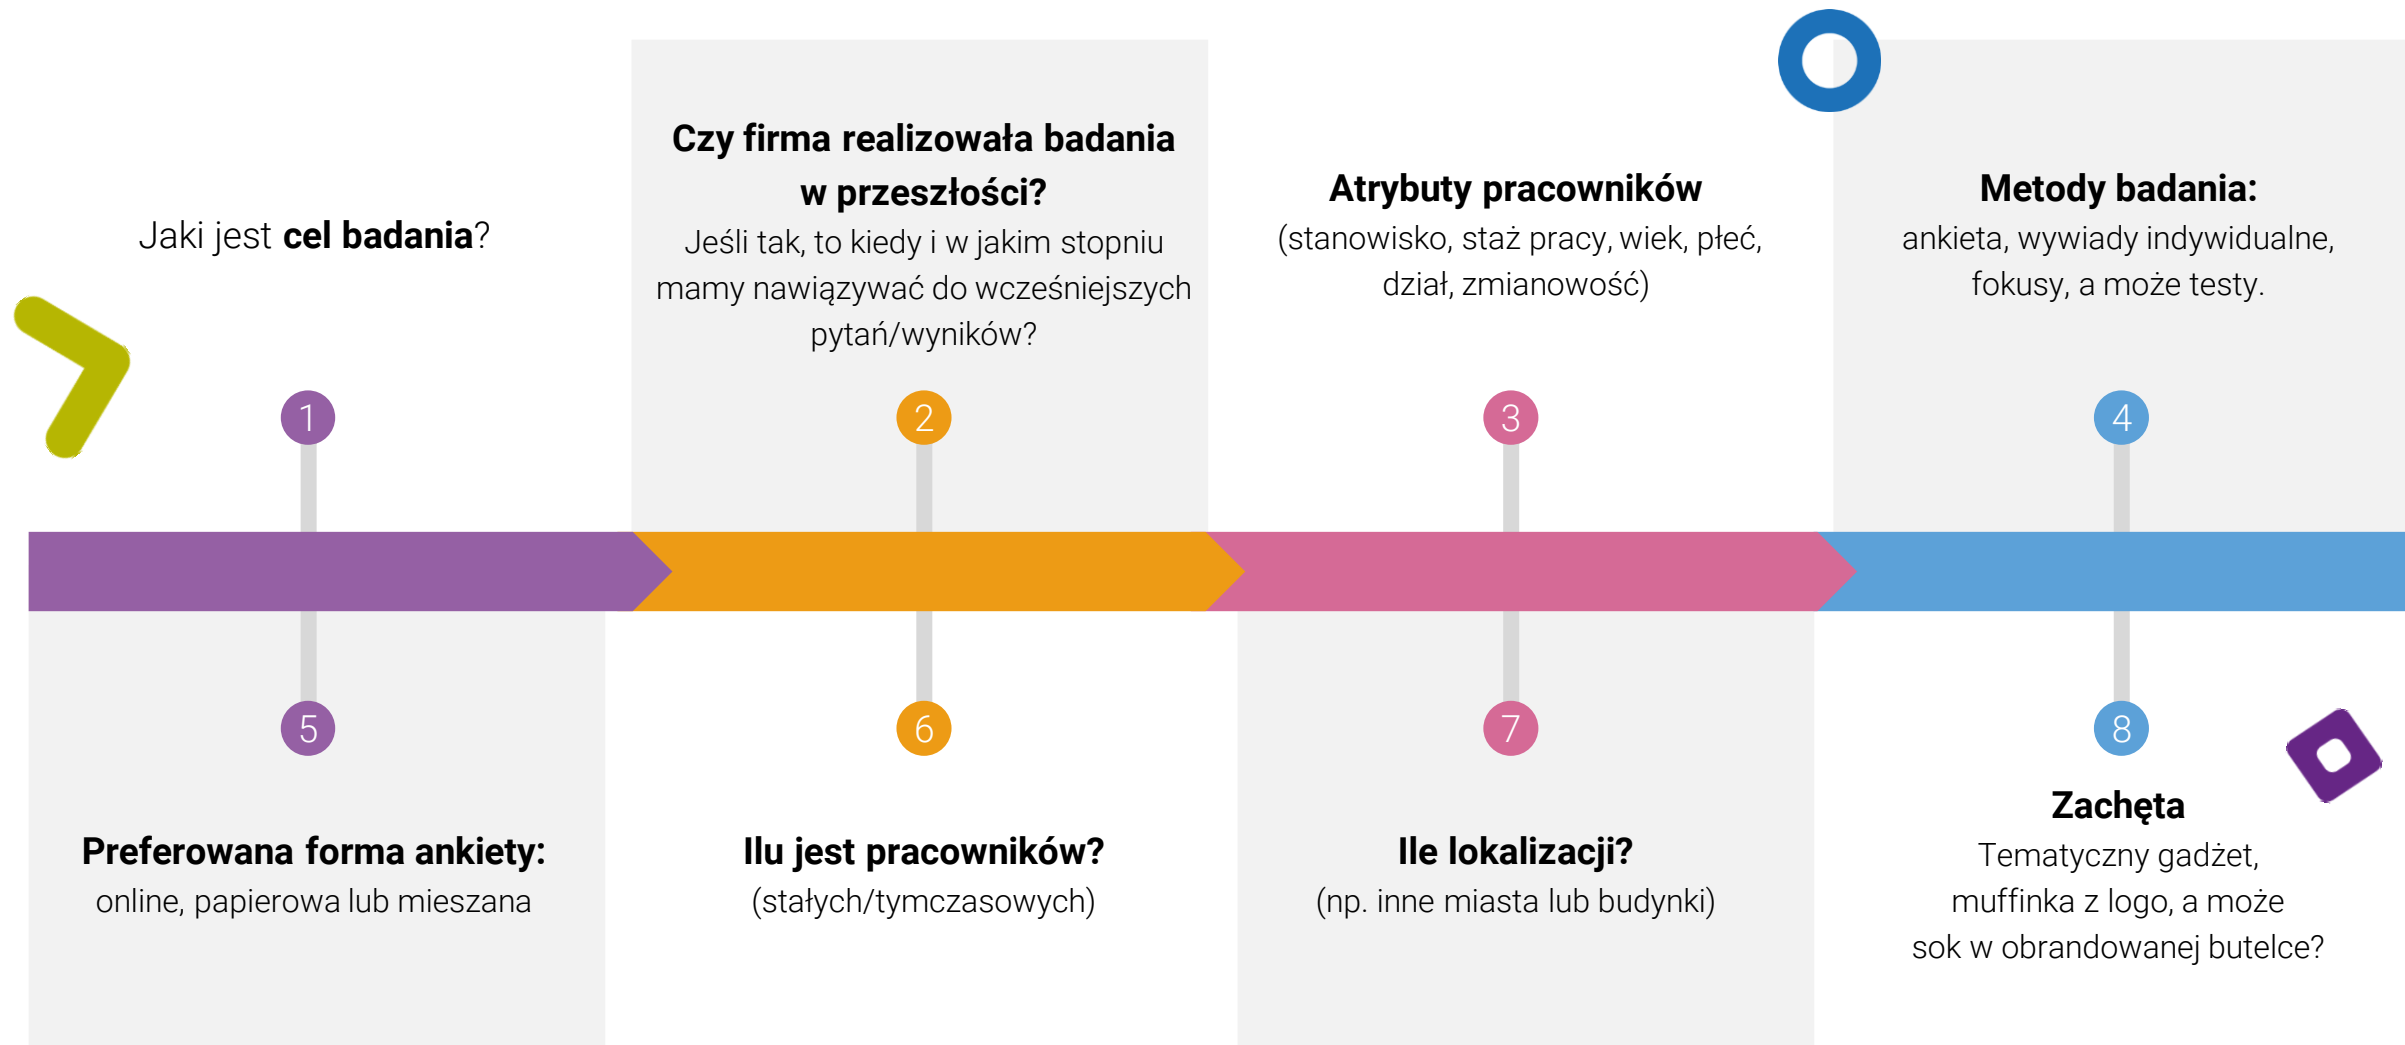 Jaki jest cel badania?
1
Czy firma realizowała badania
w przeszłości?
Jeśli tak, to kiedy i w jakim stopniu
mamy nawiązywać do wcześniejszych
pytań/wyników?
2
Atrybuty pracowników
(stanowisko, staż pracy, wiek, płeć,
dział, zmianowość)
3
Metody badania:
ankieta, wywiady indywidualne,
fokusy, a może testy.
4
5
Preferowana forma ankiety:
online, papierowa lub mieszana
6
Ilu jest pracowników?
(stałych/tymczasowych)
7
Ile lokalizacji?
(np. inne miasta lub budynki)
8
Zachęta
Tematyczny gadżet,
muffinka z logo, a może
sok w obrandowanej butelce?